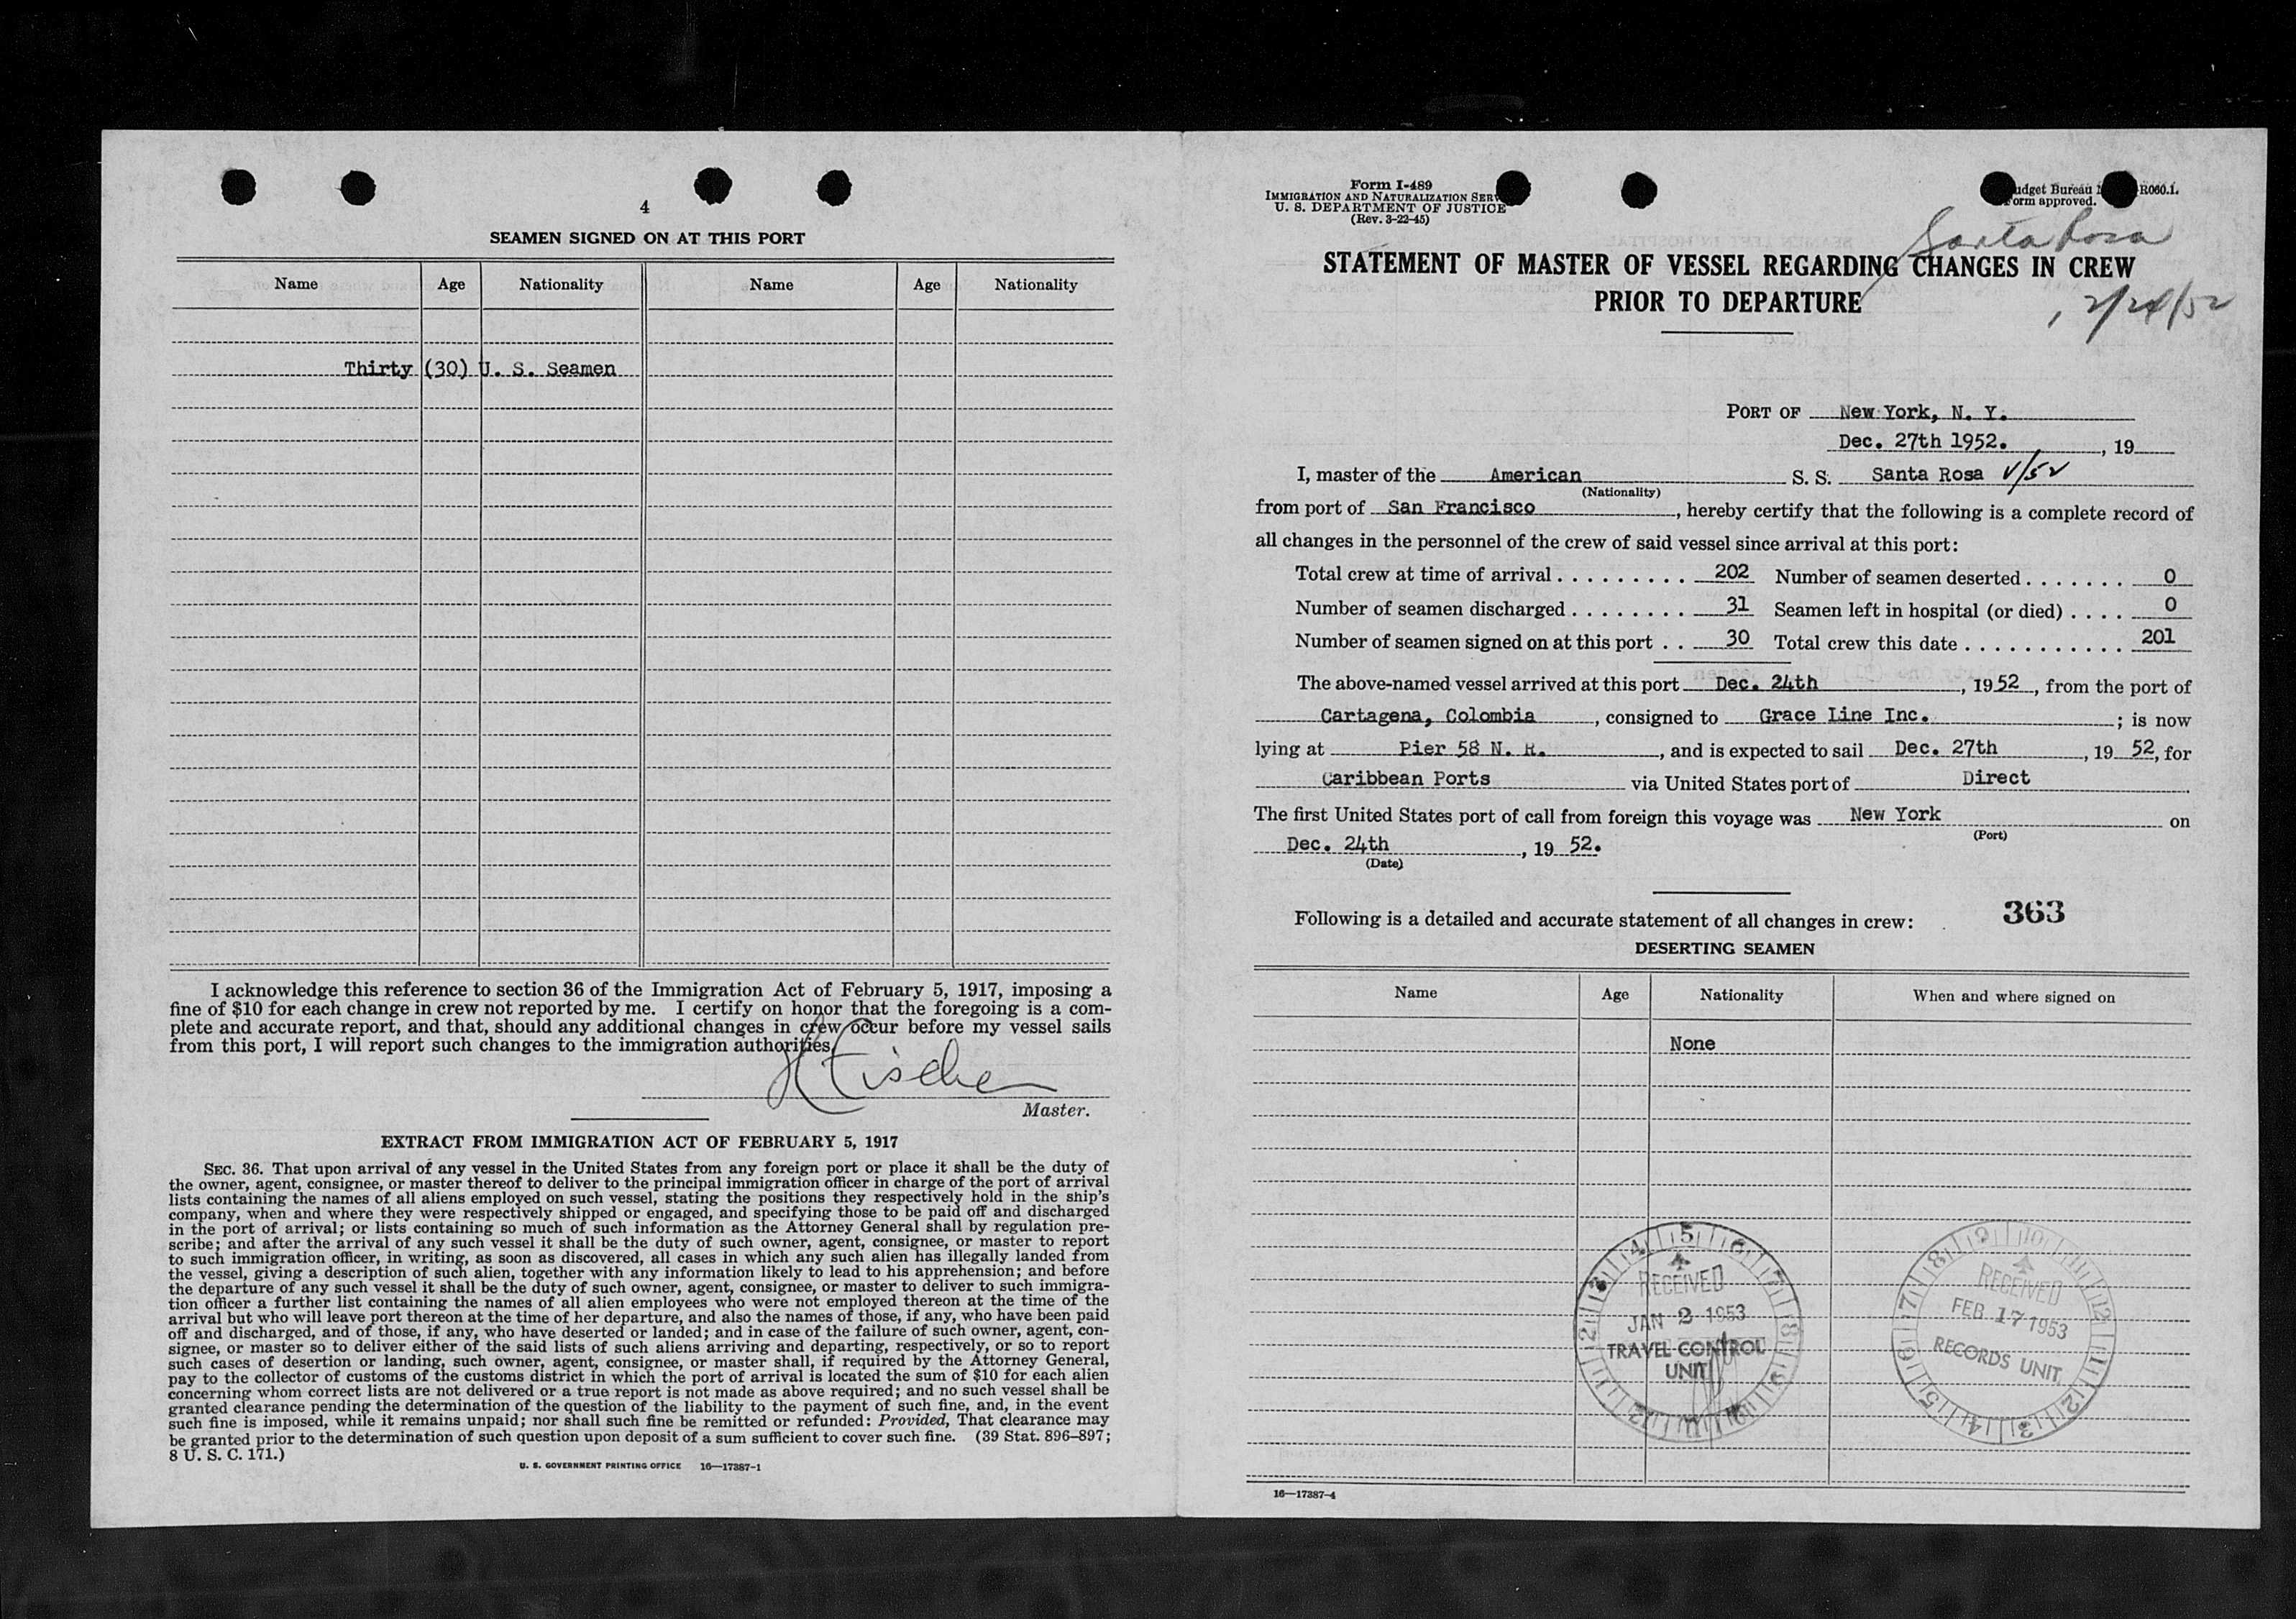 4
SEAMEN SIGNED ON AT THIS PORT
Name Age Nationality Name Age Nationality
Thirty (30) U. S. Seamen
I acknowledge this reference to section 36 of the Immigration Act of February 5, 1917, imposing a
fine of $10 for each change in crew not reported by me. I certify on honor that the foregoing is a com-
plete and accurate report, and that, should any additional changes in crew occur before my vessel sails
from this port, I will report such changes to the immigration authorities.
Master.
EXTRACT FROM IMMIGRATION ACT OF FEBRUARY 5, 1917
SEC. 36. That upon arrival of any vessel in the United States from any foreign port or place it shall be the duty of
the owner, agent, consignee, or master thereof to deliver to the principal immigration officer in charge of the port of arrival
lists containing the names of all aliens employed on such vessel, stating the positions they respectively hold in the ship's
company, when and where they were respectively shipped or engaged, and specifying those to be paid off and discharged
in the port of arrival; or lists containing so much of such information as the Attorney General shall by regulation pre-
scribe; and after the arrival of any such vessel it shall be the duty of such owner, agent, consignee, or master to report
to such immigration officer, in writing, as soon as discovered, all cases in which any such alien has illegally landed from
the vessel, giving a description of such alien, together with any information likely to lead to his apprehension; and before
the departure of any such vessel it shall be the duty of such owner, agent, consignee, or master to deliver to such immigra-
tion officer a further list containing the names of all alien employees who were not employed thereon at the time of the
arrival but who will leave port thereon at the time of her departure, and also the names of those, if any, who have been paid
off and discharged, and of those, if any, who have deserted or landed; and in case of the failure of such owner, agent, con-
signee, or master so to deliver either of the said lists of such aliens arriving and departing, respectively, or so to report
such cases of desertion or landing, such owner, agent, consignee, or master shall, if required by the Attorney General,
pay to the collector of customs of the customs district in which the port of arrival is located the sum of $10 for each alien
concerning whom correct lists are not delivered or a true report is not made as above required; and no such vessel shall be
granted clearance pending the determination of the question of the liability to the payment of such fine, and, in the event
such fine is imposed, while it remains unpaid; nor shall such fine be remitted or refunded: Provided, That clearance may
be granted prior to the determination of such question upon deposit of a sum sufficient to cover such fine. (39 Stat. 896–897;
8 U. S. C. 171.)
U. S. GOVERNMENT PRINTING OFFICE 16—17387-1
Form I-489
IMMIGRATION AND NATURALIZATION SERV
U. S. DEPARTMENT OF JUSTICE
(Rev. 3-22-45)
udget Bureau R060.1.
orm approved.
Santa Rosa
STATEMENT OF MASTER OF VESSEL REGARDING CHANGES IN CREW
PRIOR TO DEPARTURE
PORT OF New York, N. Y.
Dec. 27th 1952. , 19
I, master of the American S. S. Santa Rosa V/52
(Nationality)
from port of San Francisco , hereby certify that the following is a complete record of
all changes in the personnel of the crew of said vessel since arrival at this port:
Total crew at time of arrival . . . . . . . . . 202 Number of seamen deserted . . . . . . . 0
Number of seamen discharged . . . . . . . . 31 Seamen left in hospital (or died) . . . . 0
Number of seamen signed on at this port . . 30 Total crew this date . . . . . . . . . . . 201
The above-named vessel arrived at this port Dec. 24th , 1952 , from the port of
Cartagena, Colombia , consigned to Grace Line Inc. ; is now
lying at Pier 58 N. R. , and is expected to sail Dec. 27th , 19 52, for
Caribbean Ports via United States port of Direct
The first United States port of call from foreign this voyage was New York on
(Port)
Dec. 24th , 19 52.
(Date)
Following is a detailed and accurate statement of all changes in crew: 363
DESERTING SEAMEN
Name Age Nationality When and where signed on
None
RECEIVED
JAN 2 1953
TRAVEL CONTROL
UNIT
RECEIVED
FEB 17 1953
RECORDS UNIT
16—17387-4